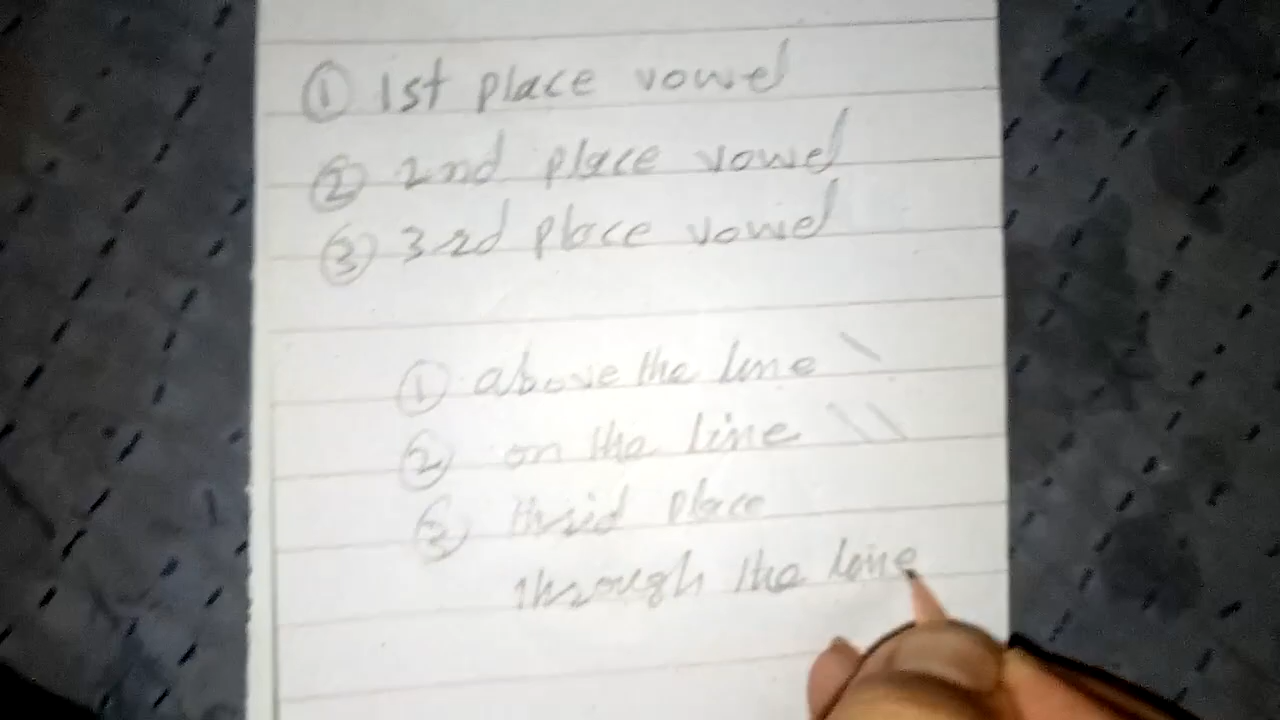 ① 1st place vowel
② 2nd place vowel
③ 3rd place vowel
① above the line \
② on the line \\
③ thrid place
through the line